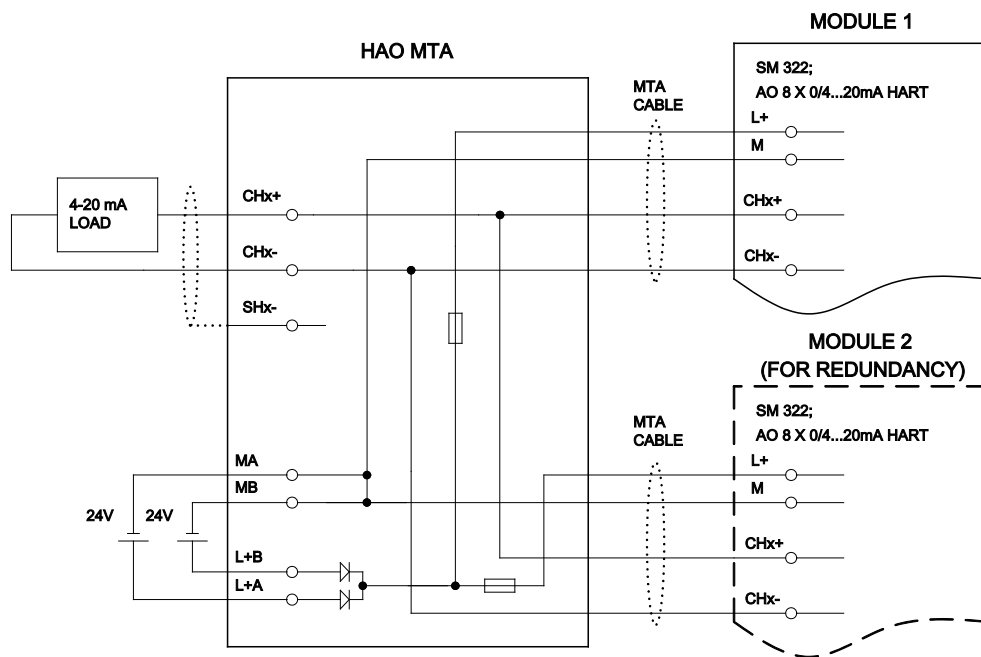 MODULE 1
HAO MTA
SM 322;
AO 8 X 0/4...20mA HART
MTA
CABLE
L+
M
CHx+
CHx-
4-20 mA
LOAD
CHx+
CHx-
SHx-
MODULE 2
(FOR REDUNDANCY)
SM 322;
AO 8 X 0/4...20mA HART
MTA
CABLE
L+
M
CHx+
CHx-
MA
MB
24V
24V
L+B
L+A